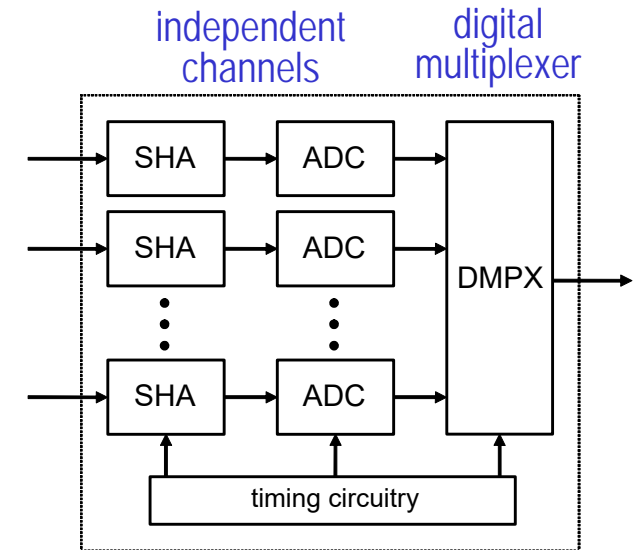 independent
channels
digital
multiplexer
SHA
ADC
SHA
ADC
DMPX
SHA
ADC
timing circuitry